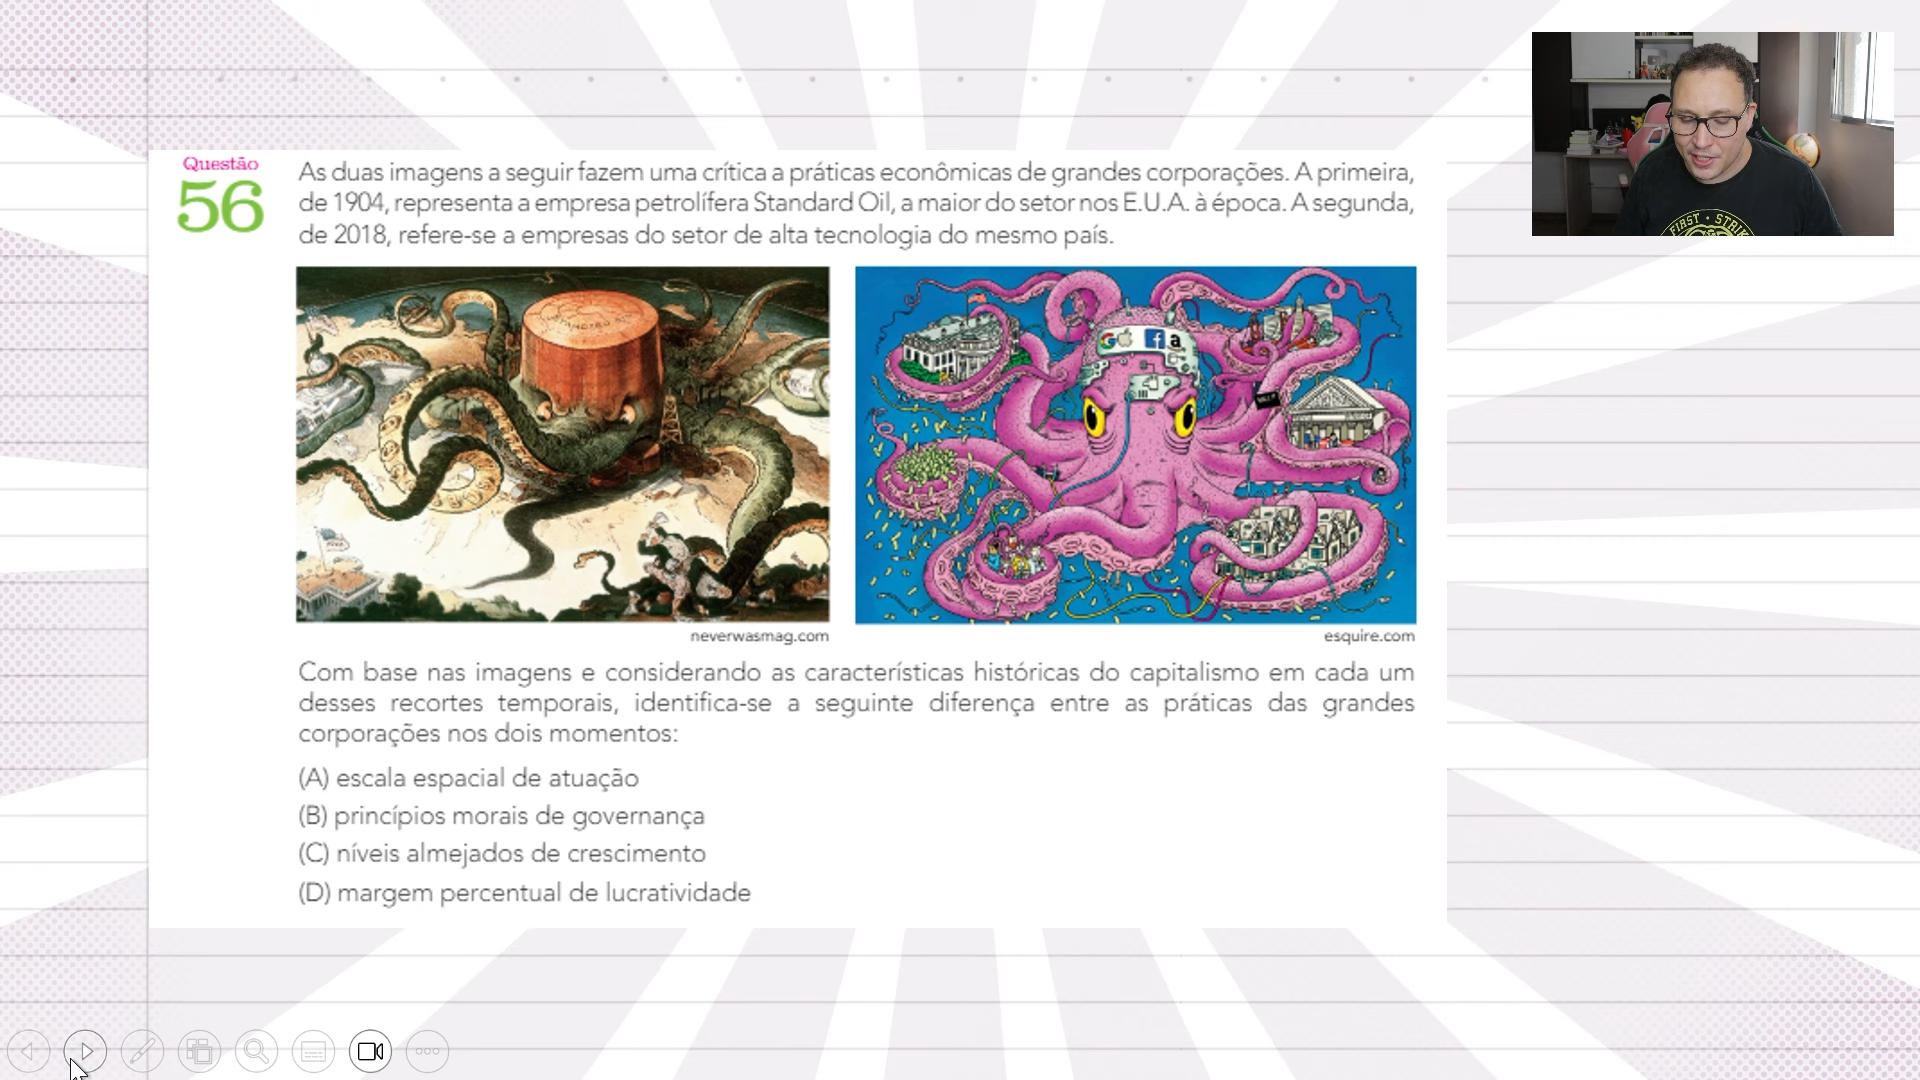 Questão
56
As duas imagens a seguir fazem uma crítica a práticas econômicas de grandes corporações. A primeira,
de 1904, representa a empresa petrolífera Standard Oil, a maior do setor nos E.U.A. à época. A segunda,
de 2018, refere-se a empresas do setor de alta tecnologia do mesmo país.
G f a
neverwasmag.com
esquire.com
Com base nas imagens e considerando as características históricas do capitalismo em cada um
desses recortes temporais, identifica-se a seguinte diferença entre as práticas das grandes
corporações nos dois momentos:
(A) escala espacial de atuação
(B) princípios morais de governança
(C) níveis almejados de crescimento
(D) margem percentual de lucratividade
FIRST • STRIK